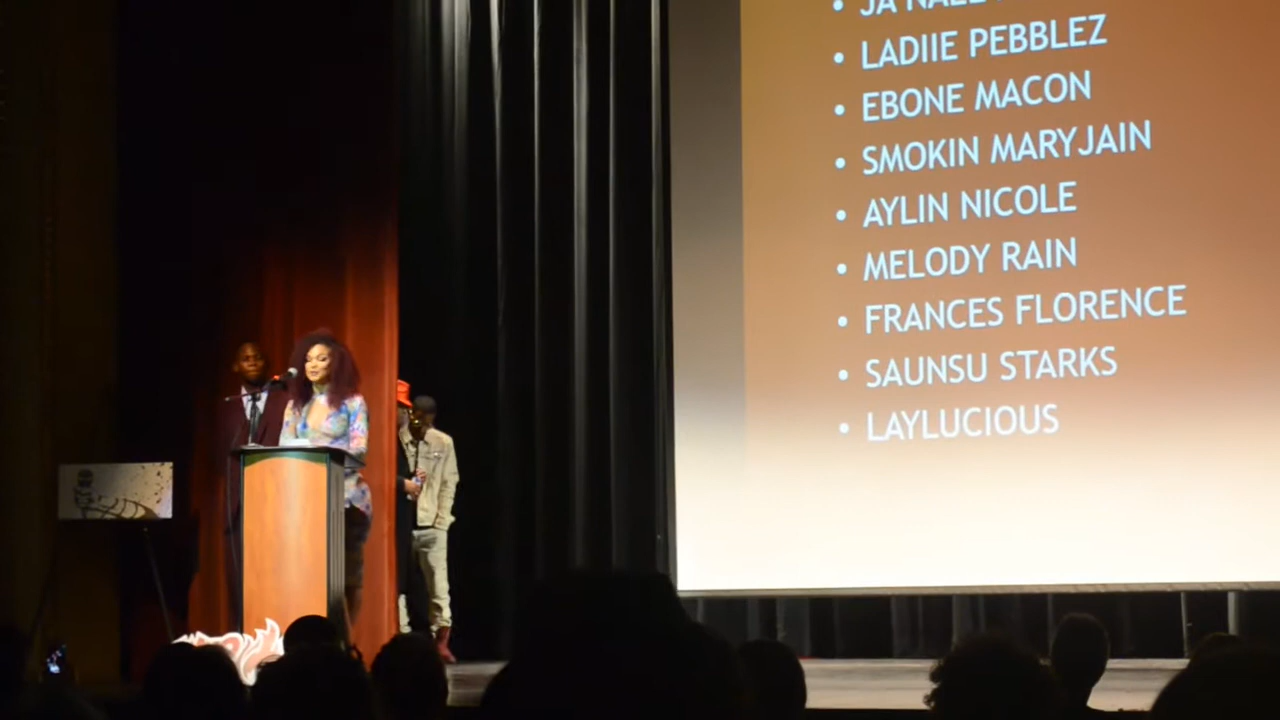 • LADIIE PEBBLEZ
• EBONE MACON
• SMOKIN MARYJAIN
• AYLIN NICOLE
• MELODY RAIN
• FRANCES FLORENCE
• SAUNSU STARKS
• LAYLUCIOUS